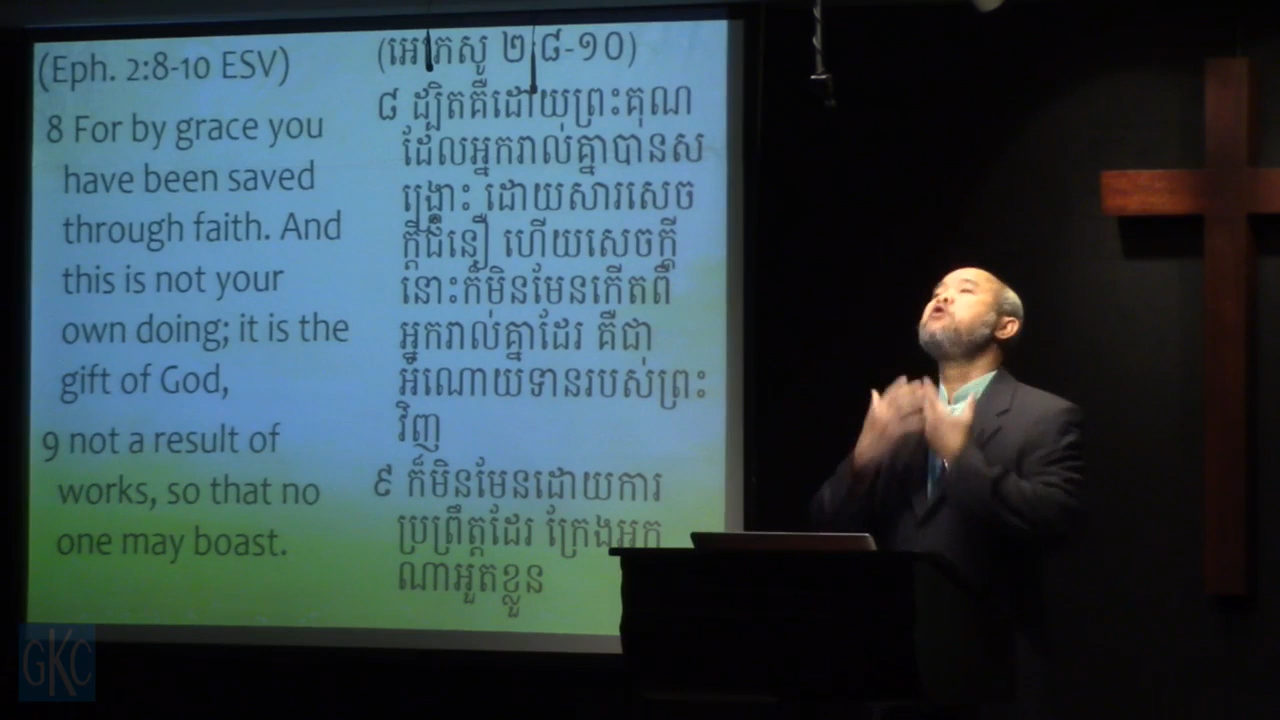 (Eph. 2:8-10 ESV)
8 For by grace you
have been saved
through faith. And
this is not your
own doing; it is the
gift of God,
9 not a result of
works, so that no
one may boast.
(អេភេសូ ២:៨-១០)
៨ ដ្បិតគឺដោយព្រះគុណ
ដែលអ្នករាល់គ្នាបានស
ង្គ្រោះ ដោយសារសេច
ក្ដីជំនឿ ហើយសេចក្ដី
នោះក៏មិនមែនកើតពី
អ្នករាល់គ្នាដែរ គឺជា
អំណោយទានរបស់ព្រះ
វិញ
៩ ក៏មិនមែនដោយការ
ប្រព្រឹត្តដែរ ក្រែងអ្នក
ណាអួតខ្លួន
GKC